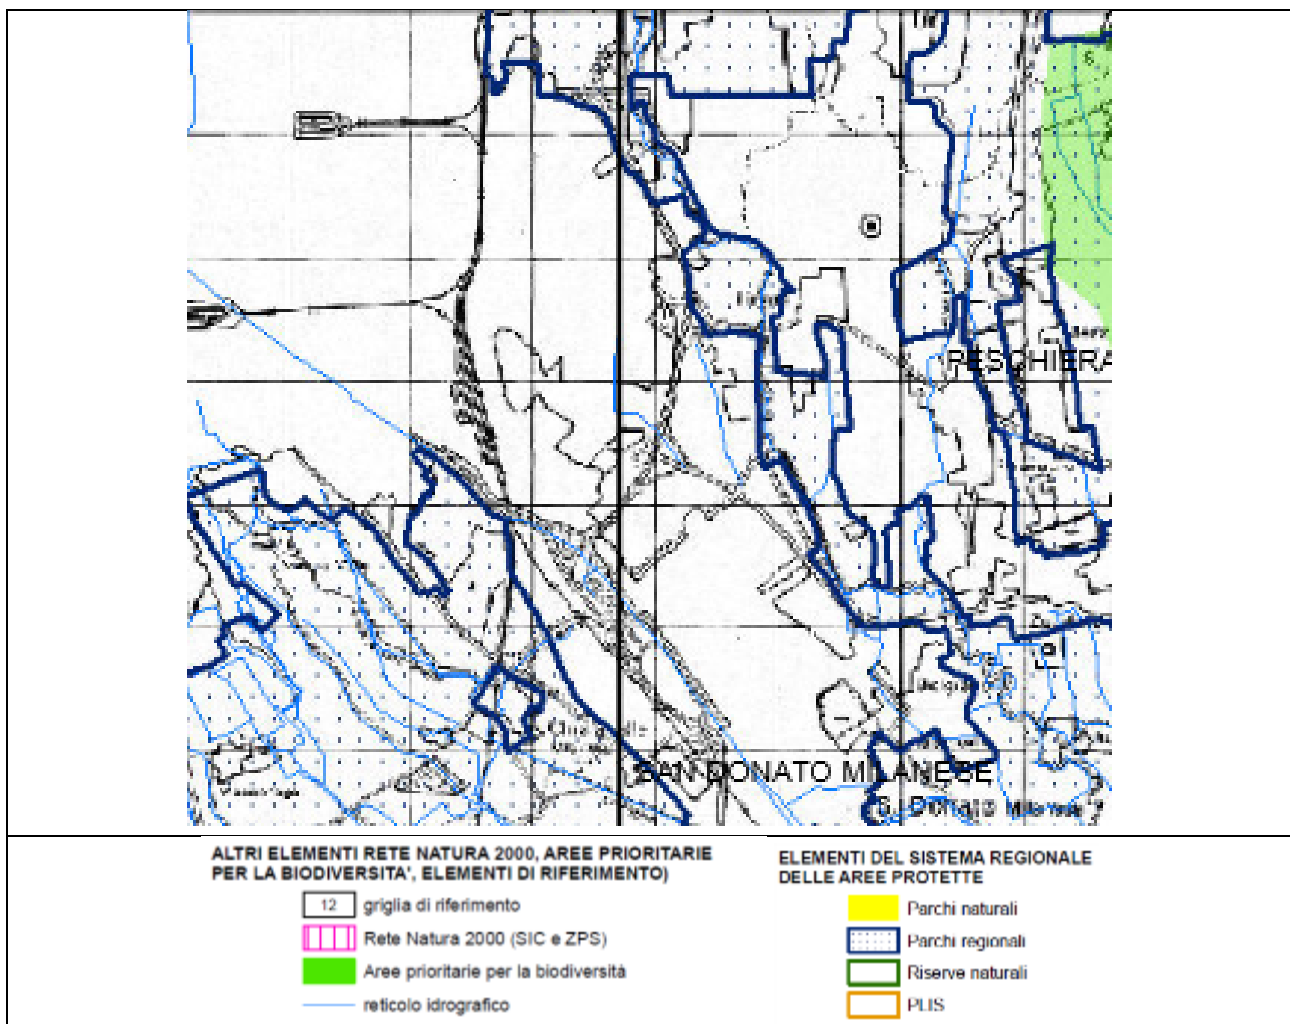 PESCHIERA
SAN DONATO MILANESE
S. Donato Milanese
ALTRI ELEMENTI RETE NATURA 2000, AREE PRIORITARIE
PER LA BIODIVERSITA', ELEMENTI DI RIFERIMENTO)
12 griglia di riferimento
Rete Natura 2000 (SIC e ZPS)
Aree prioritarie per la biodiversità
reticolo idrografico
ELEMENTI DEL SISTEMA REGIONALE
DELLE AREE PROTETTE
Parchi naturali
Parchi regionali
Riserve naturali
PLIS